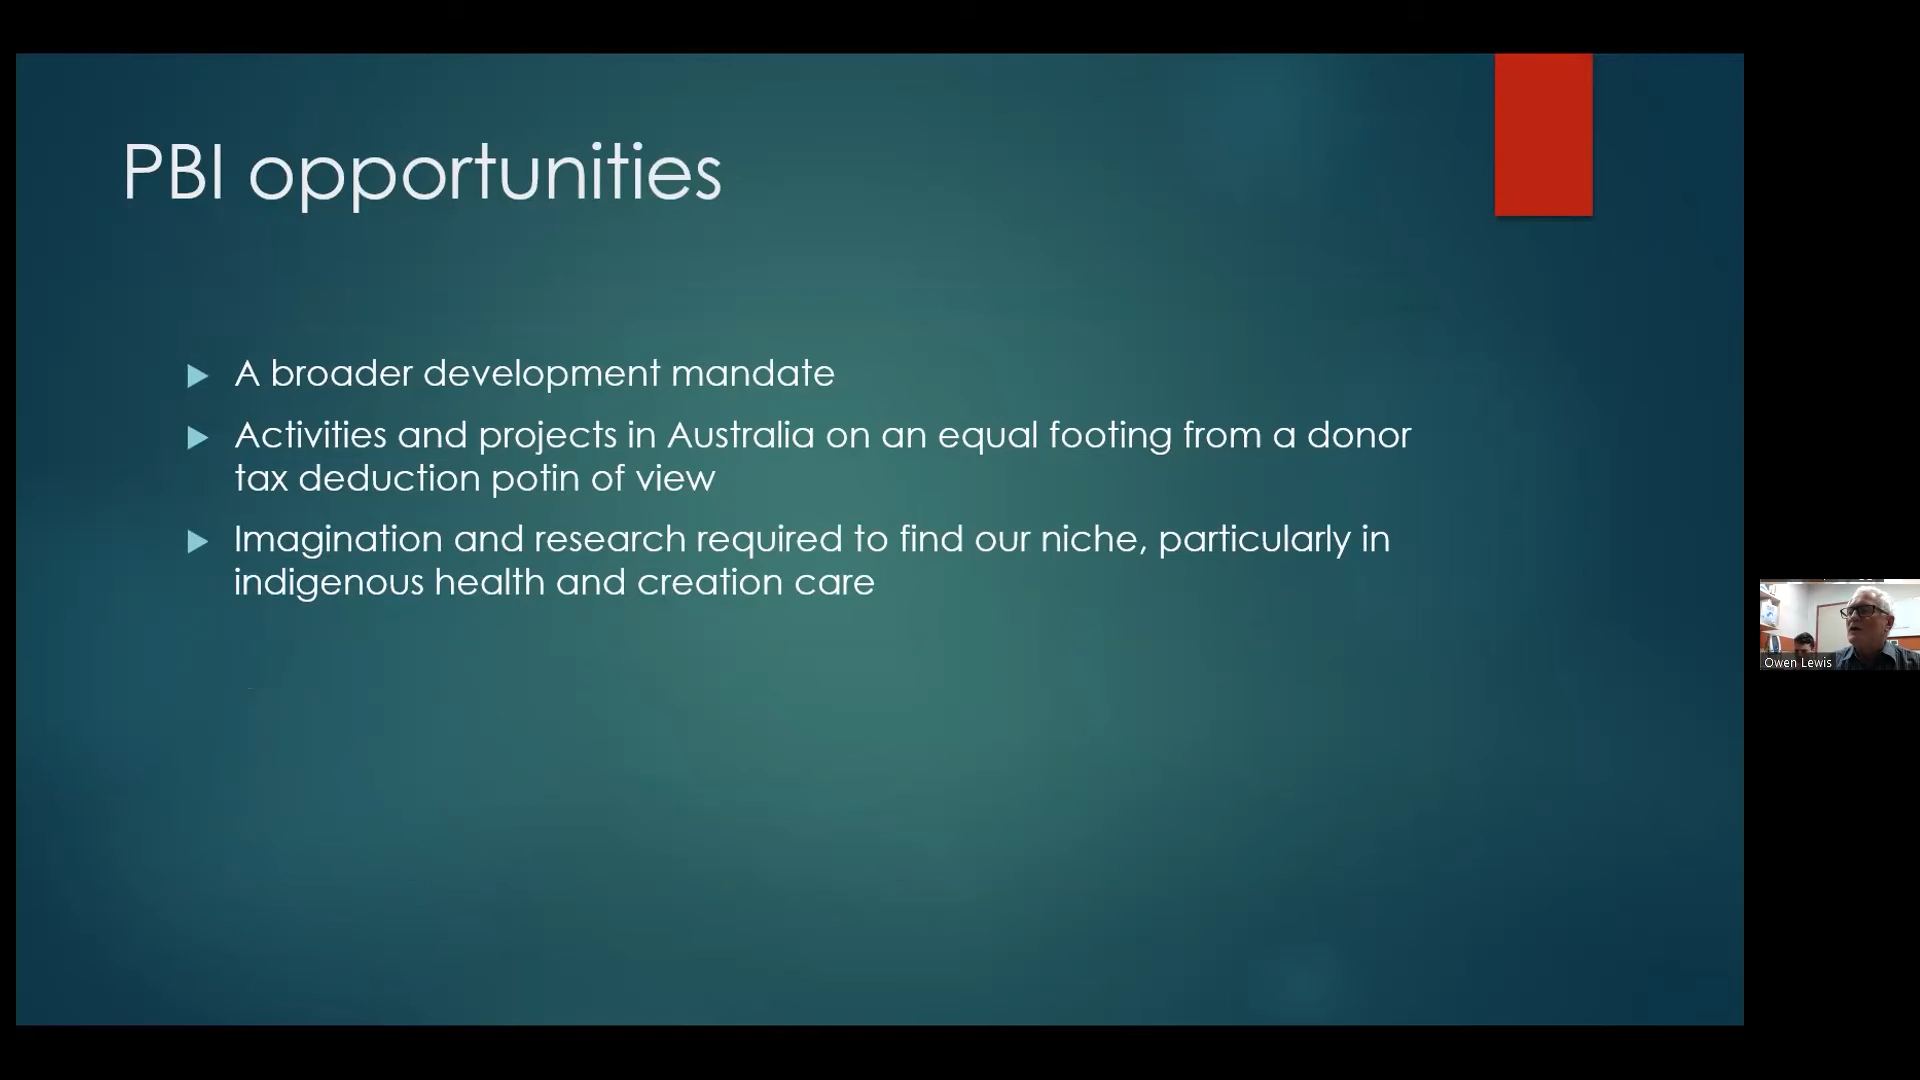 PBI opportunities
A broader development mandate
Activities and projects in Australia on an equal footing from a donor
tax deduction potin of view
Imagination and research required to find our niche, particularly in
indigenous health and creation care
Owen Lewis